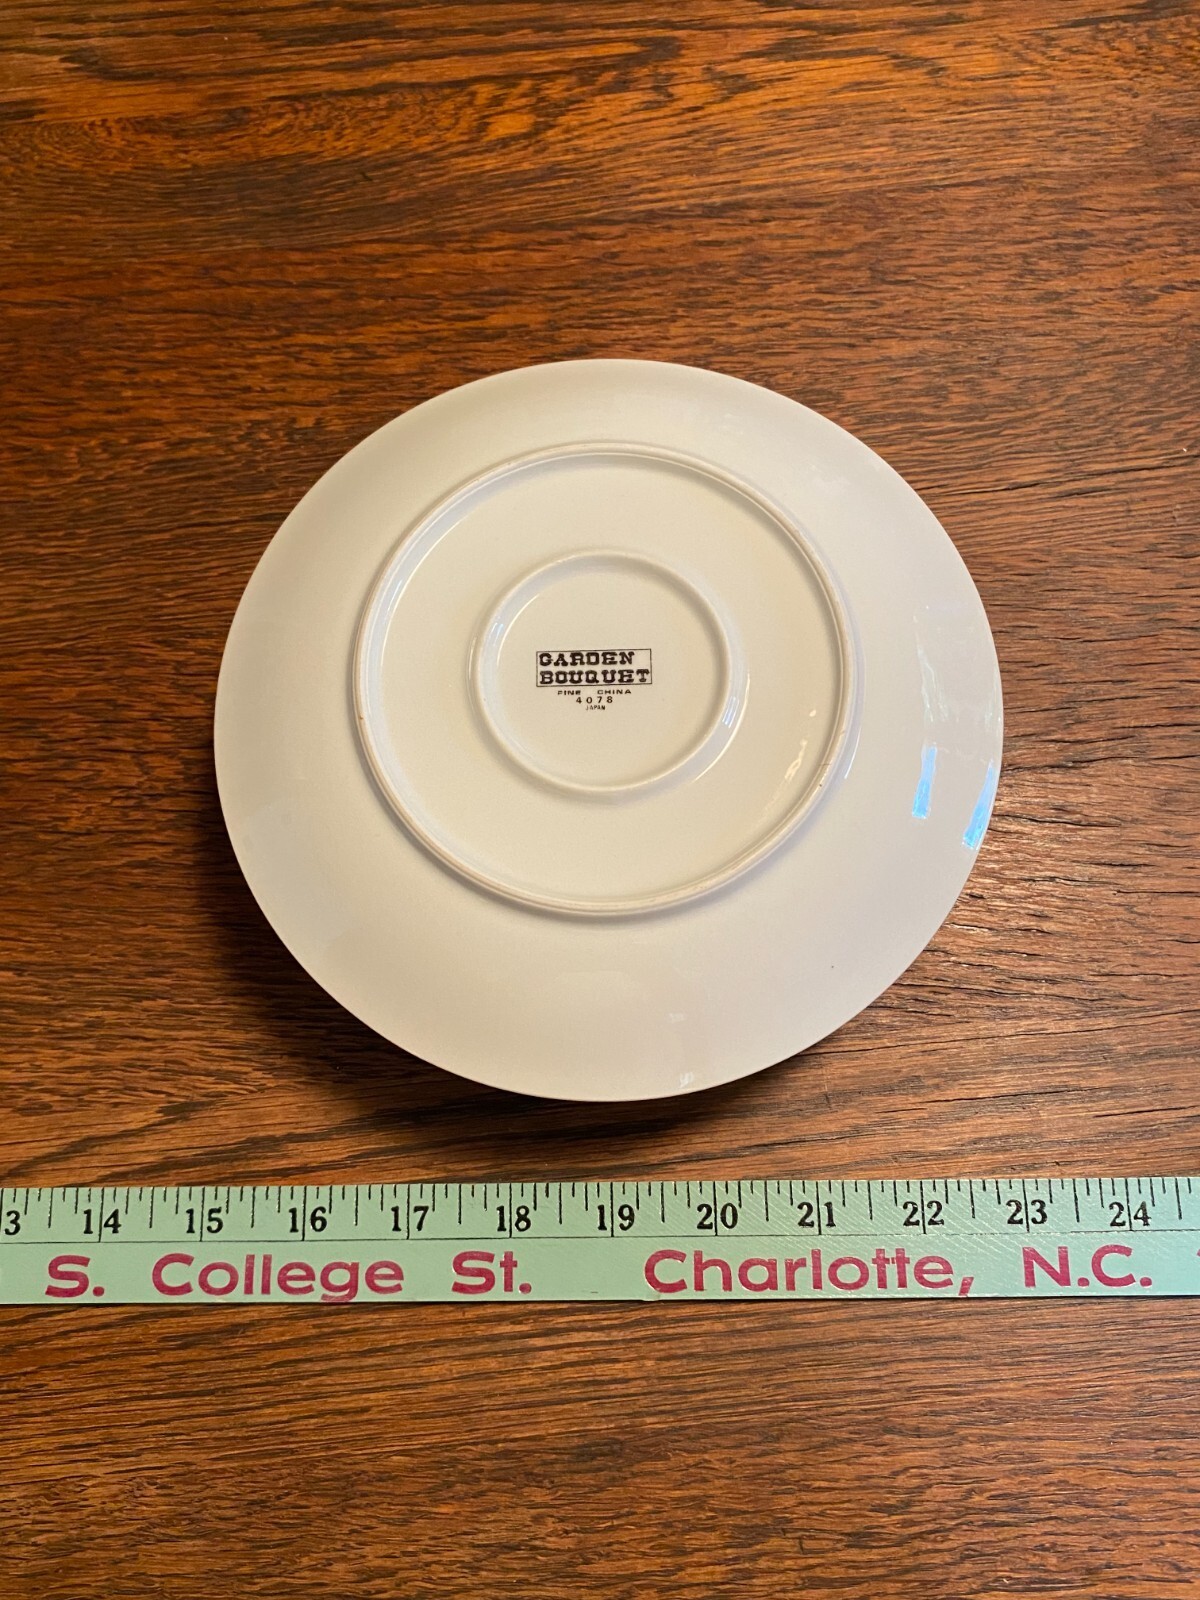 GARDEN
BOUQUET
FINE CHINA
4078
JAPAN
3 14 15 16 17 18 19 20 21 22 23 24
S. College St. Charlotte, N.C.